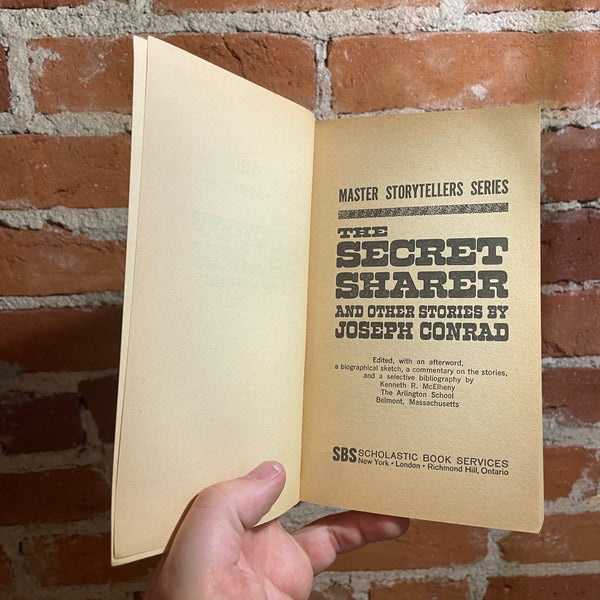 MASTER STORYTELLERS SERIES
THE
SECRET
SHARER
AND OTHER STORIES BY
JOSEPH CONRAD
Edited, with an afterword,
a biographical sketch, a commentary on the stories,
and a selective bibliography by
Kenneth R. McElheny
The Arlington School
Belmont, Massachusetts
SBS SCHOLASTIC BOOK SERVICES
New York • London • Richmond Hill, Ontario